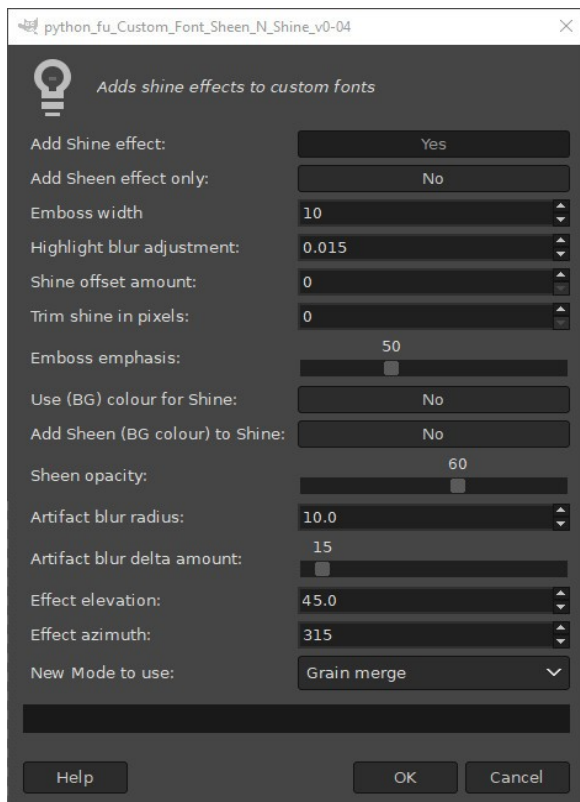 python_fu_Custom_Font_Sheen_N_Shine_v0-04
Adds shine effects to custom fonts
Add Shine effect: Yes
Add Sheen effect only: No
Emboss width 10
Highlight blur adjustment: 0.015
Shine offset amount: 0
Trim shine in pixels: 0
Emboss emphasis: 50
Use (BG) colour for Shine: No
Add Sheen (BG colour) to Shine: No
Sheen opacity: 60
Artifact blur radius: 10.0
Artifact blur delta amount: 15
Effect elevation: 45.0
Effect azimuth: 315
New Mode to use: Grain merge
Help OK Cancel